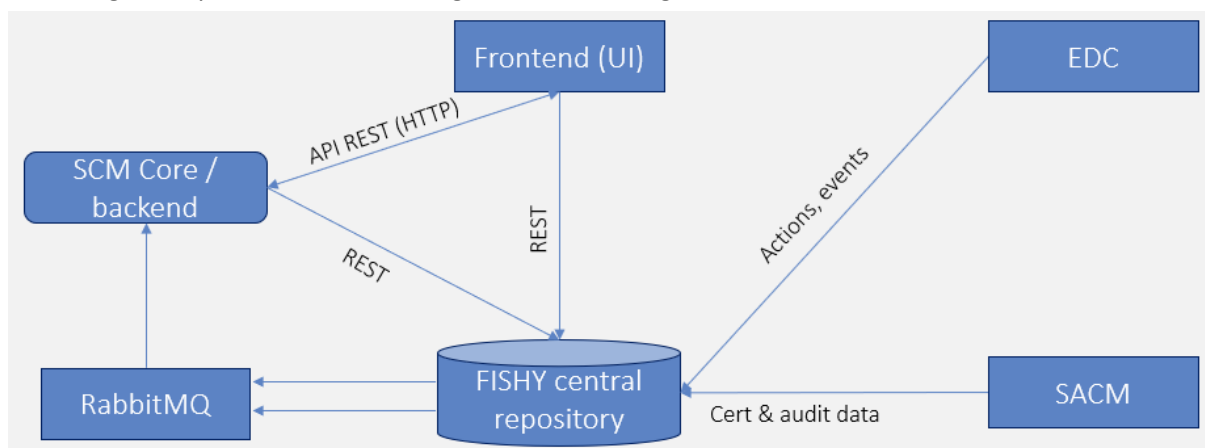 Frontend (UI)
EDC
API REST (HTTP)
SCM Core /
backend
Actions, events
REST
REST
FISHY central
repository
RabbitMQ
Cert & audit data
SACM